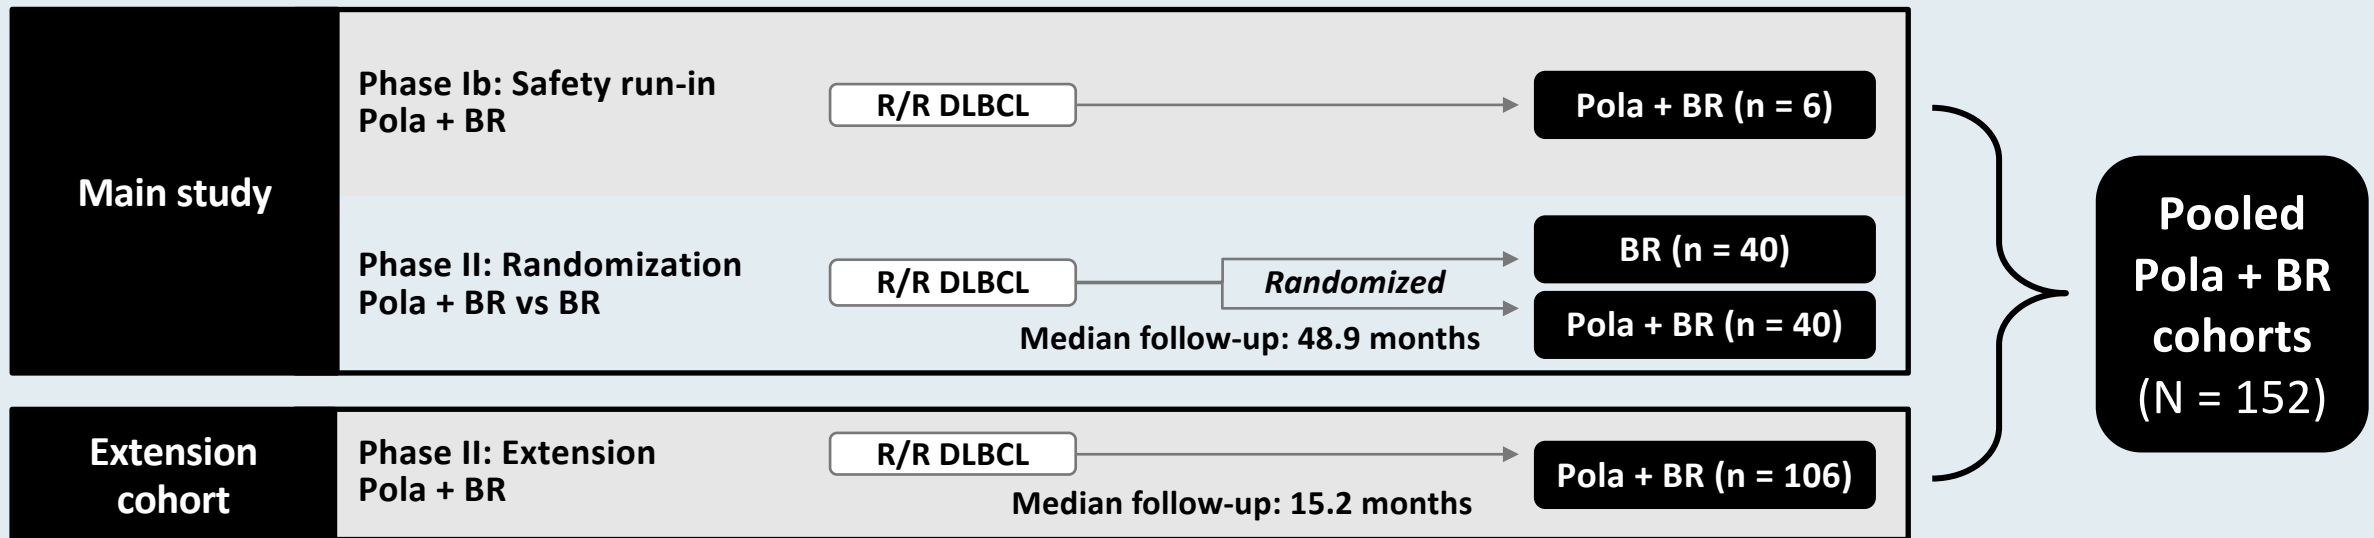 Main study
Phase Ib: Safety run-in
Pola + BR
R/R DLBCL
Pola + BR (n = 6)
Phase II: Randomization
Pola + BR vs BR
R/R DLBCL
Randomized
BR (n = 40)
Pola + BR (n = 40)
Median follow-up: 48.9 months
Extension
cohort
Phase II: Extension
Pola + BR
R/R DLBCL
Pola + BR (n = 106)
Median follow-up: 15.2 months
Pooled
Pola + BR
cohorts
(N = 152)